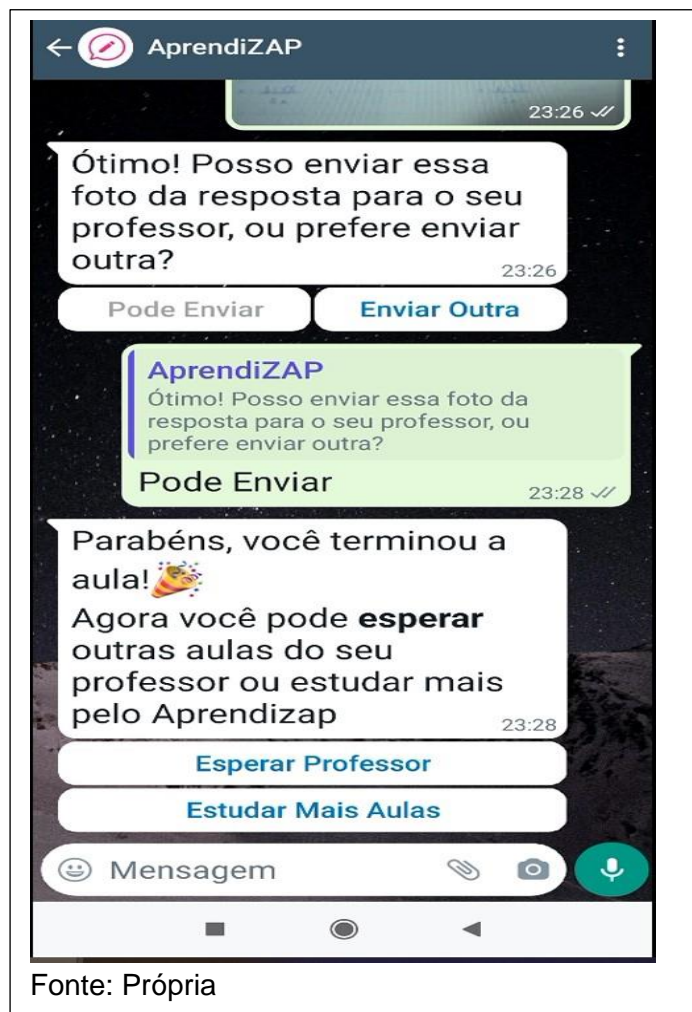 AprendiZAP
23:26
Ótimo! Posso enviar essa
foto da resposta para o seu
professor, ou prefere enviar
outra?
23:26
Pode Enviar
Enviar Outra
AprendiZAP
Ótimo! Posso enviar essa foto da
resposta para o seu professor, ou
prefere enviar outra?
Pode Enviar
23:28
Parabéns, você terminou a
aula!🎉
Agora você pode esperar
outras aulas do seu
professor ou estudar mais
pelo Aprendizap
23:28
Esperar Professor
Estudar Mais Aulas
Mensagem
Fonte: Própria